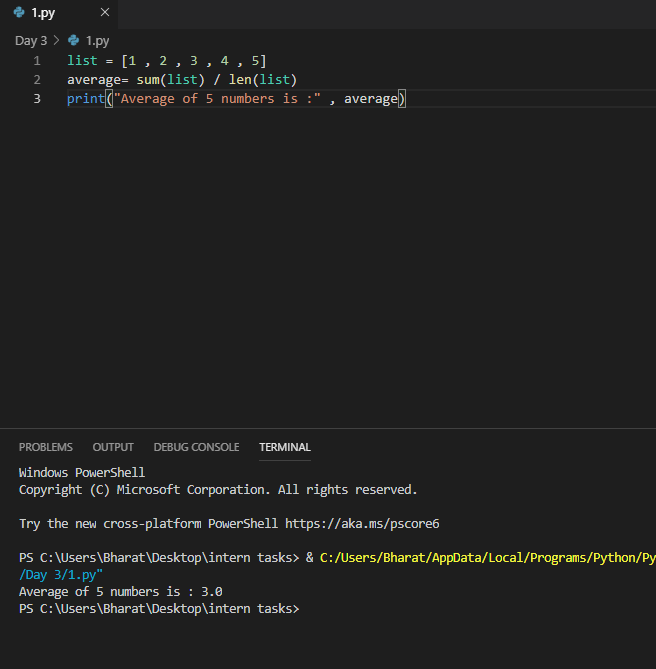 1.py ×
Day 3 > 1.py
1 list = [1 , 2 , 3 , 4 , 5]
2 average= sum(list) / len(list)
3 print("Average of 5 numbers is :" , average)
PROBLEMS OUTPUT DEBUG CONSOLE TERMINAL
Windows PowerShell
Copyright (C) Microsoft Corporation. All rights reserved.
Try the new cross-platform PowerShell https://aka.ms/pscore6
PS C:\Users\Bharat\Desktop\intern tasks> & C:/Users/Bharat/AppData/Local/Programs/Python/Py
/Day 3/1.py"
Average of 5 numbers is : 3.0
PS C:\Users\Bharat\Desktop\intern tasks>